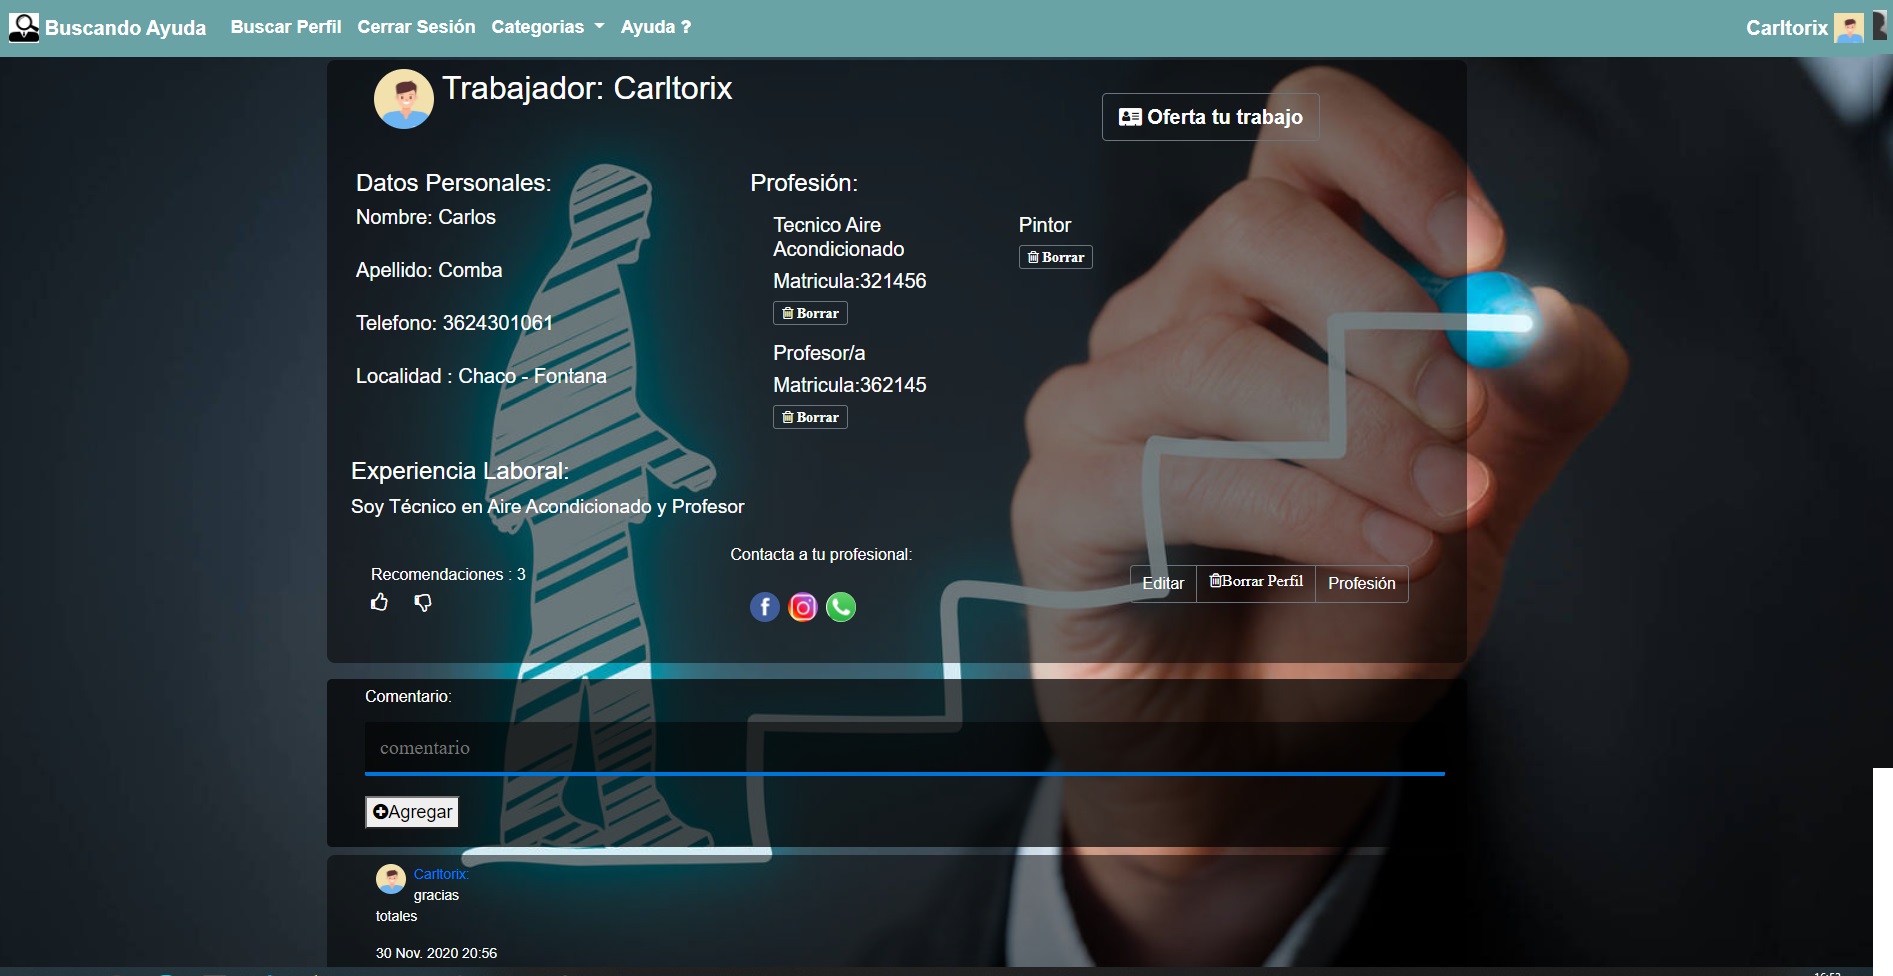 Buscando Ayuda Buscar Perfil Cerrar Sesión Categorias Ayuda ? Carltorix
Trabajador: Carltorix
Oferta tu trabajo
Datos Personales:
Nombre: Carlos
Apellido: Comba
Telefono: 3624301061
Localidad : Chaco - Fontana
Profesión:
Tecnico Aire
Acondicionado
Matricula:321456
Borrar
Pintor
Borrar
Profesor/a
Matricula:362145
Borrar
Experiencia Laboral:
Soy Técnico en Aire Acondicionado y Profesor
Recomendaciones : 3
Contacta a tu profesional:
Editar Borrar Perfil Profesión
Comentario:
comentario
Agregar
Carltorix:
gracias
totales
30 Nov. 2020 20:56